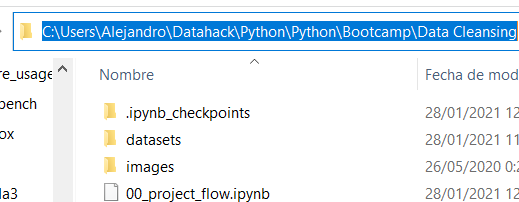 C:\Users\Alejandro\Datahack\Python\Python\Bootcamp\Data Cleansing
re_usage
Nombre
Fecha de mod
bench
.ipynb_checkpoints
28/01/2021 12
ox
datasets
28/01/2021 11
images
26/05/2020 0:2
da3
00_project_flow.ipynb
28/01/2021 12